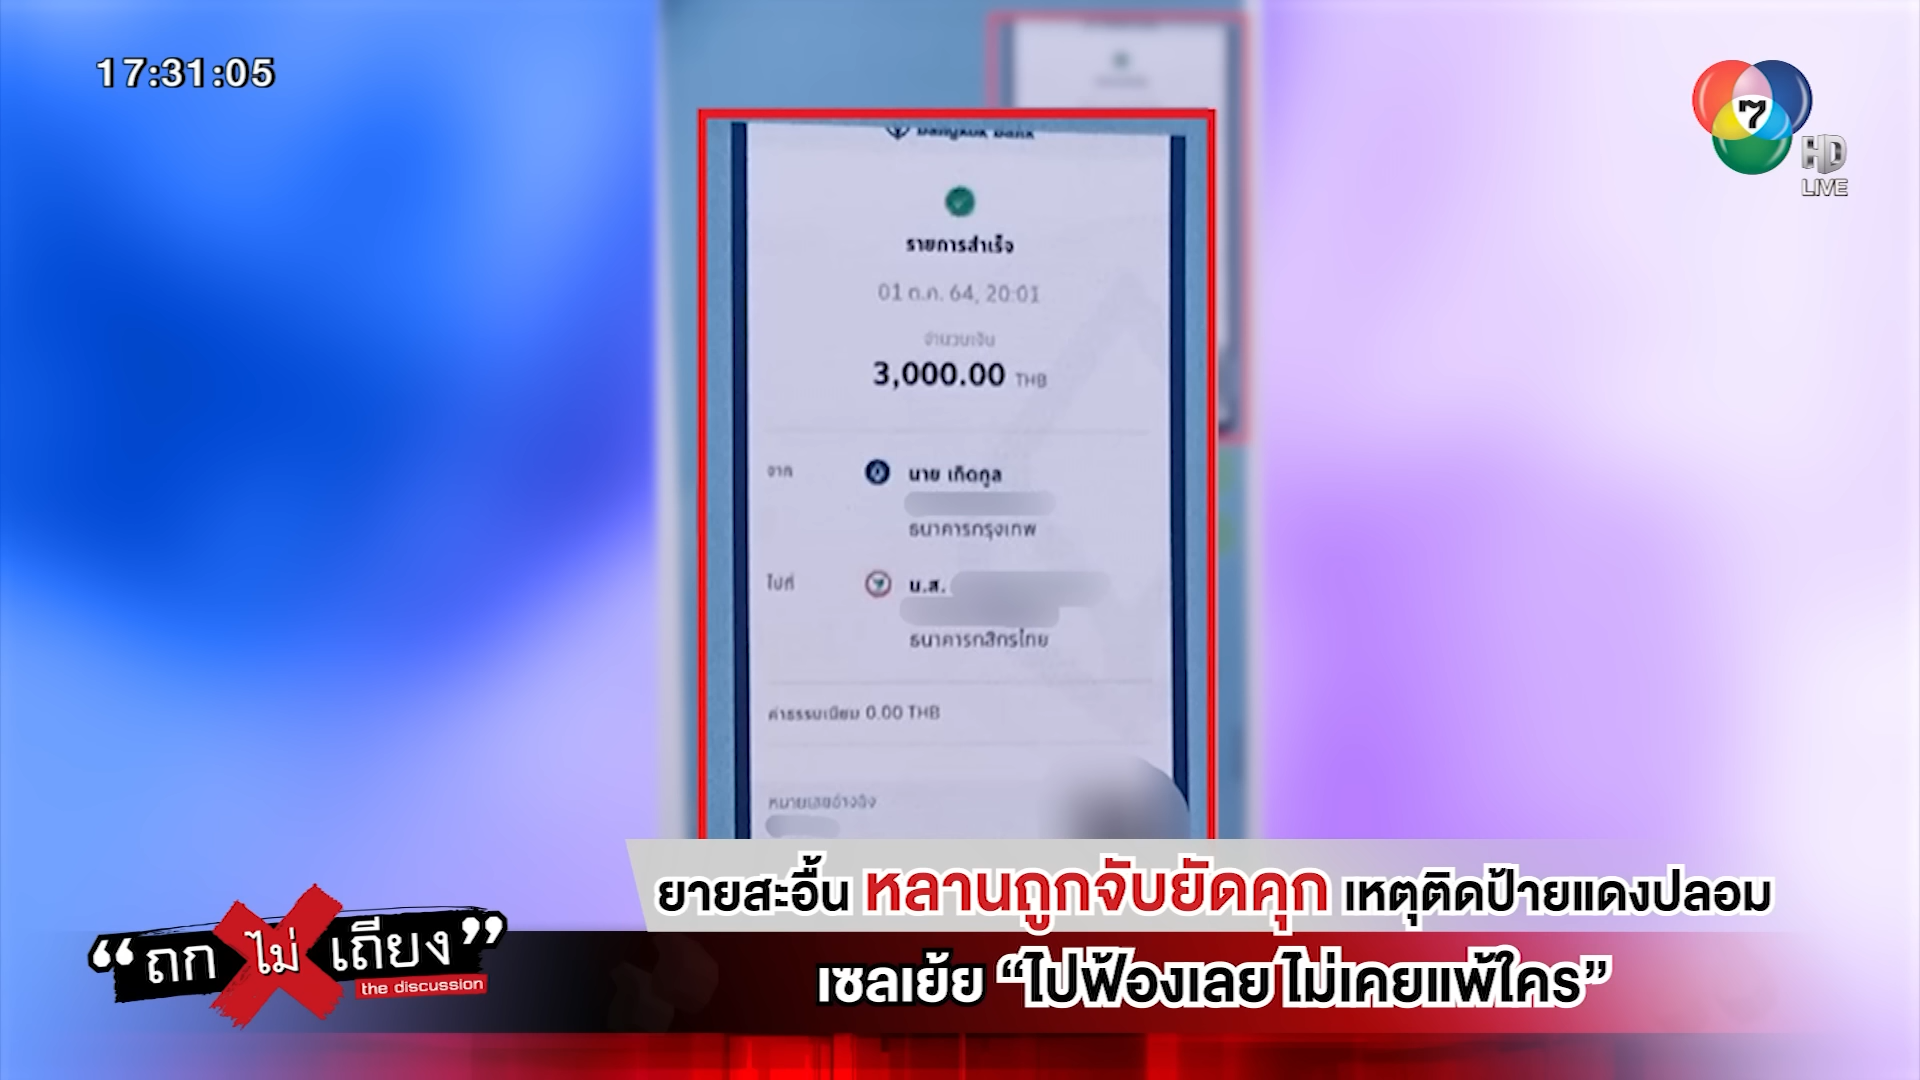 17:31:05
7
HD
LIVE
Bangkok Bank
รายการสำเร็จ
01 ต.ค. 64, 20:01
จำนวนเงิน
3,000.00 THB
จาก
นาย เกิดกูล
ธนาคารกรุงเทพ
ไปที่
น.ส.
ธนาคารกสิกรไทย
ค่าธรรมเนียม 0.00 THB
หมายเลขอ้างอิง
ยายสะอื้น หลานถูกจับยัดคุก เหตุติดป้ายแดงปลอม
เซลเย้ย “ไปฟ้องเลย ไม่เคยแพ้ใคร”
“ถก ไม่ เถียง”
the discussion